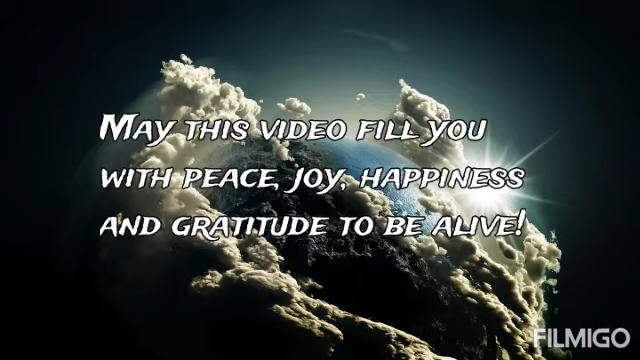 May this video fill you
with peace, joy, happiness
and gratitude to be alive!
FILMIGO